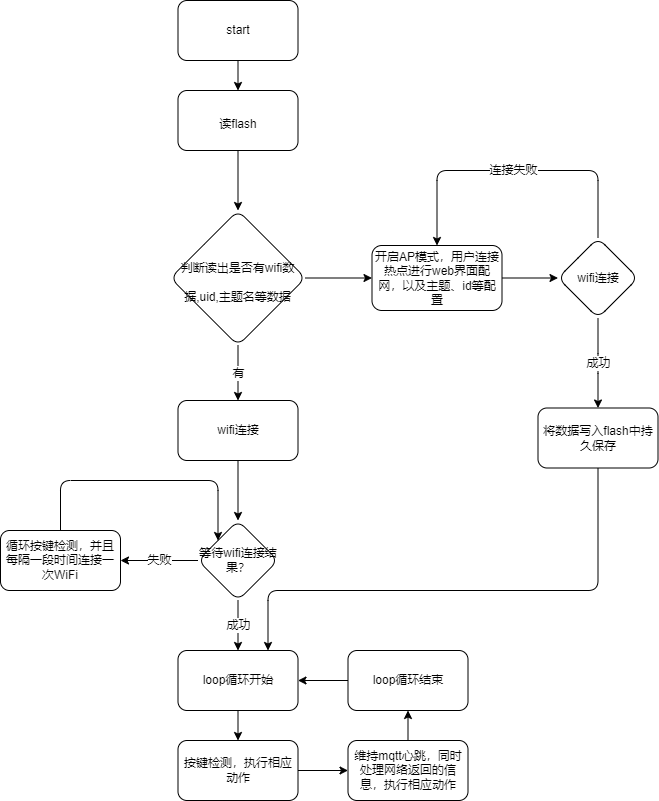 start
读flash
连接失败
判断读出是否有wifi数
据,uid,主题名等数据
开启AP模式，用户连接
热点进行web界面配
网，以及主题、id等配
置
wifi连接
有
成功
wifi连接
将数据写入flash中持
久保存
循环按键检测，并且
每隔一段时间连接一
次WiFi
失败
等待wifi连接结
果?
成功
loop循环开始
loop循环结束
按键检测，执行相应
动作
维持mqtt心跳，同时
处理网络返回的信
息，执行相应动作